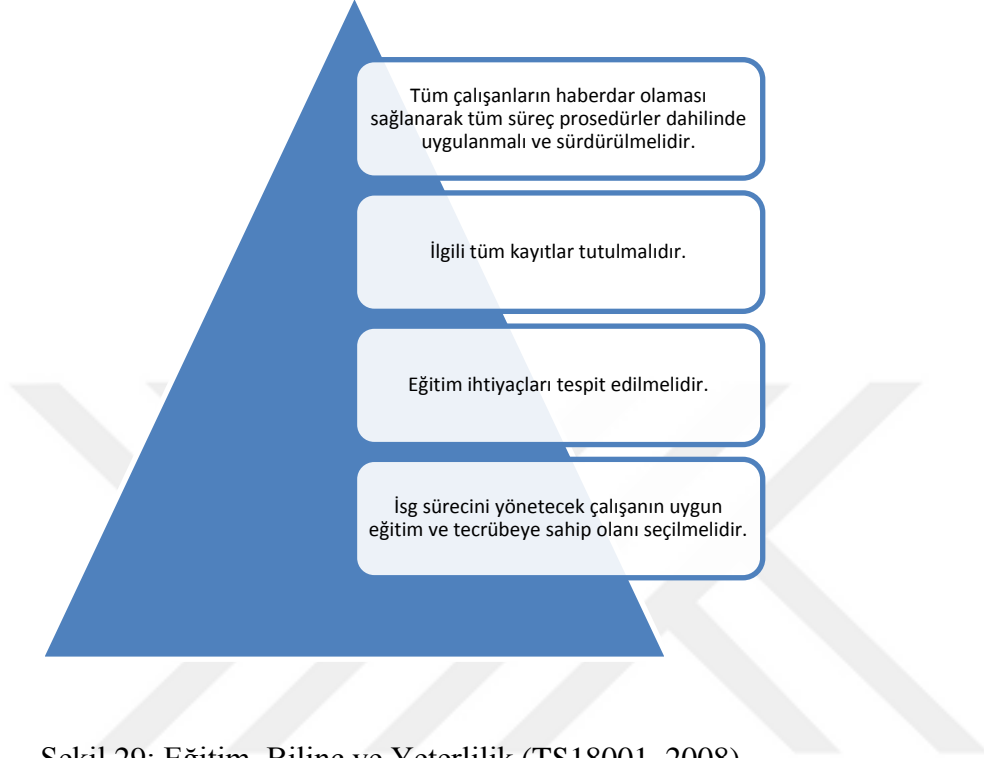 Tüm çalışanların haberdar olaması
sağlanarak tüm süreç prosedürler dahilinde
uygulanmalı ve sürdürülmelidir.
İlgili tüm kayıtlar tutulmalıdır.
Eğitim ihtiyaçları tespit edilmelidir.
İsg sürecini yönetecek çalışanın uygun
eğitim ve tecrübeye sahip olanı seçilmelidir.
Şekil 29: Eğitim, Bilinç ve Yeterlilik (TS18001, 2008)